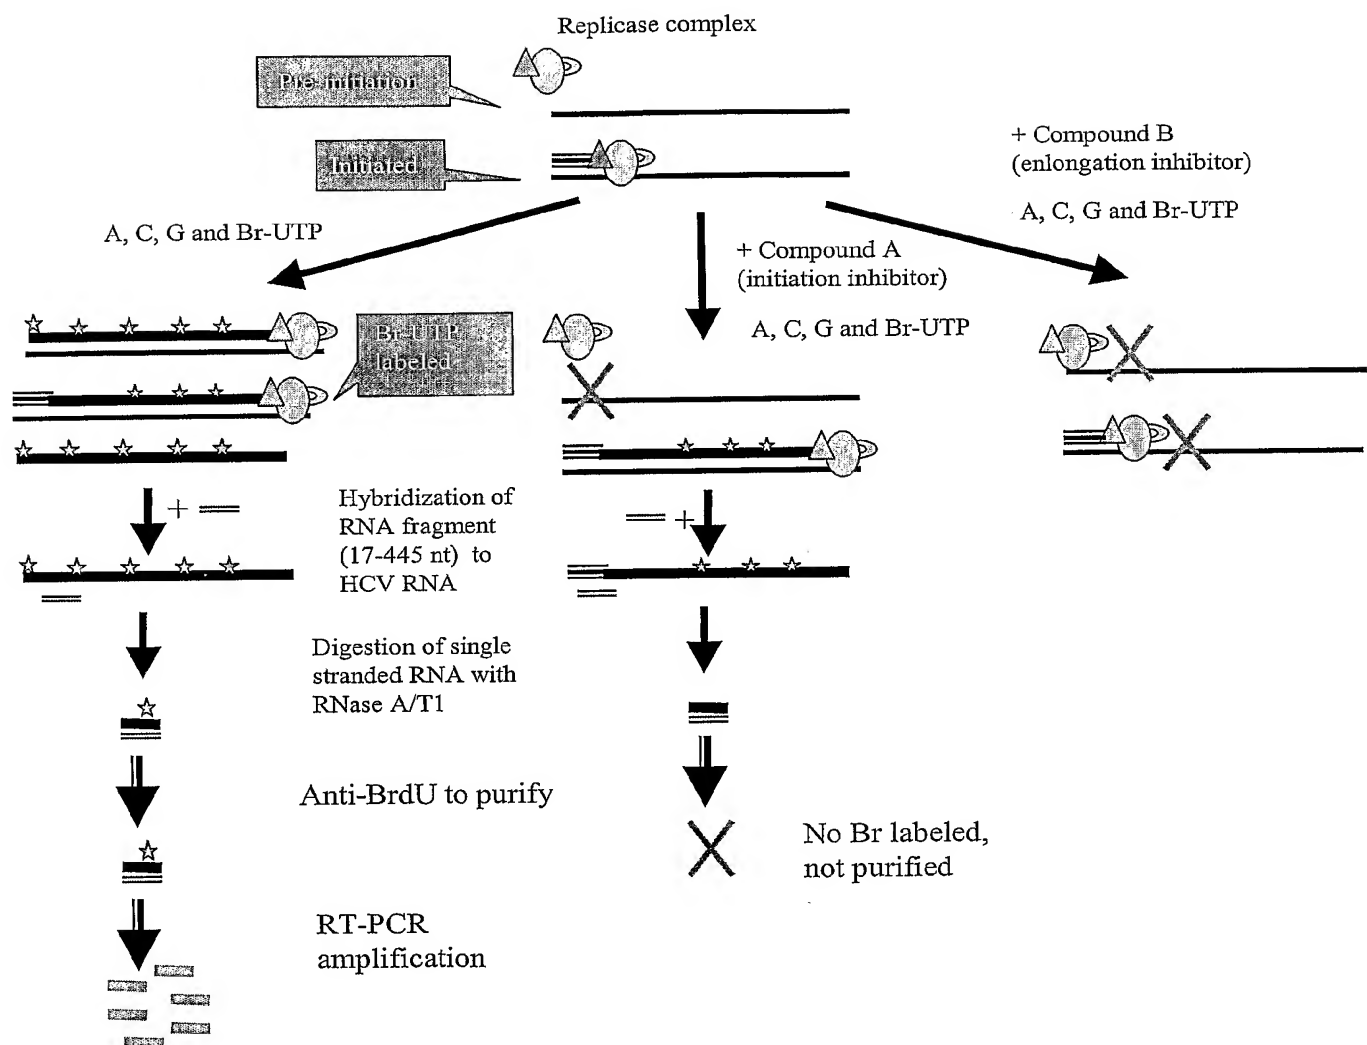 Replicase complex
Pre-initiation
Initiated
+ Compound B
(enlongation inhibitor)
A, C, G and Br-UTP
A, C, G and Br-UTP
+ Compound A
(initiation inhibitor)
A, C, G and Br-UTP
Br-UTP
labeled
+
Hybridization of
RNA fragment
(17-445 nt) to
HCV RNA
+
Digestion of single
stranded RNA with
RNase A/T1
Anti-BrdU to purify
No Br labeled,
not purified
RT-PCR
amplification